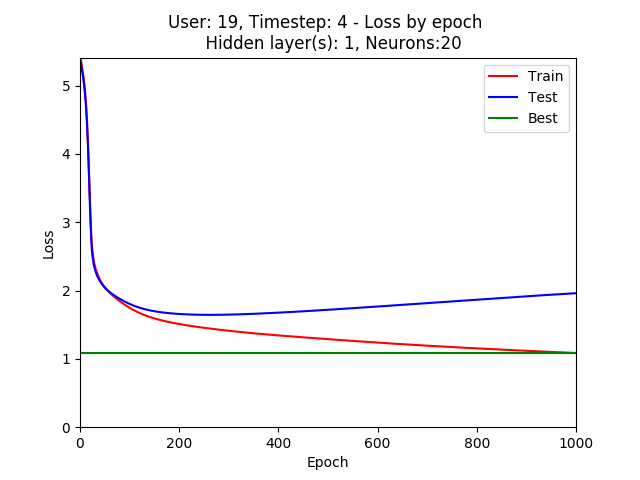 User: 19, Timestep: 4 - Loss by epoch
Hidden layer(s): 1, Neurons:20
Train
Test
Best
Loss
5
4
3
2
1
0
0 200 400 600 800 1000
Epoch